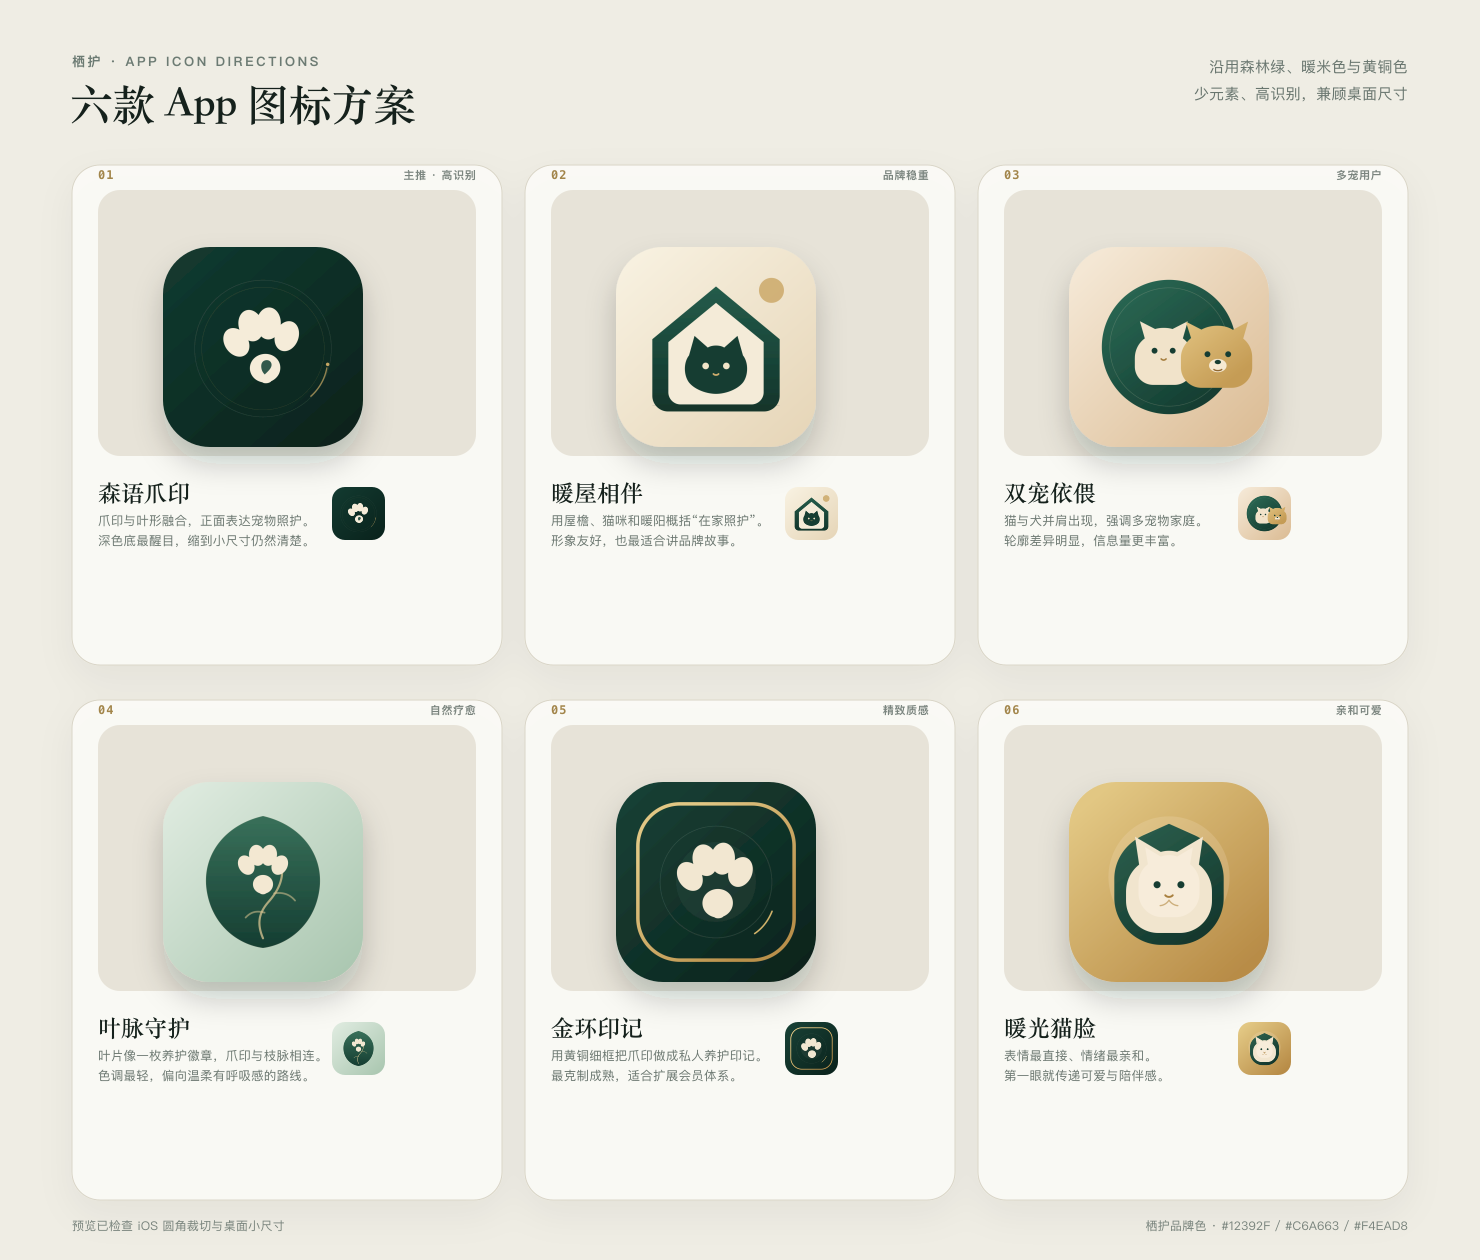 栖护 · APP ICON DIRECTIONS
六款 App 图标方案
沿用森林绿、暖米色与黄铜色
少元素、高识别，兼顾桌面尺寸
01
主推 · 高识别
森语爪印
爪印与叶形融合，正面表达宠物照护。
深色底最醒目，缩到小尺寸仍然清楚。
02
品牌稳重
暖屋相伴
用屋檐、猫咪和暖阳概括“在家照护”。
形象友好，也最适合讲品牌故事。
03
多宠用户
双宠依偎
猫与犬并肩出现，强调多宠物家庭。
轮廓差异明显，信息量更丰富。
04
自然疗愈
叶脉守护
叶片像一枚养护徽章，爪印与枝脉相连。
色调最轻，偏向温柔有呼吸感的路线。
05
精致质感
金环印记
用黄铜细框把爪印做成私人养护印记。
最克制成熟，适合扩展会员体系。
06
亲和可爱
暖光猫脸
表情最直接、情绪最亲和。
第一眼就传递可爱与陪伴感。
预览已检查 iOS 圆角裁切与桌面小尺寸
栖护品牌色 · #12392F / #C6A663 / #F4EAD8